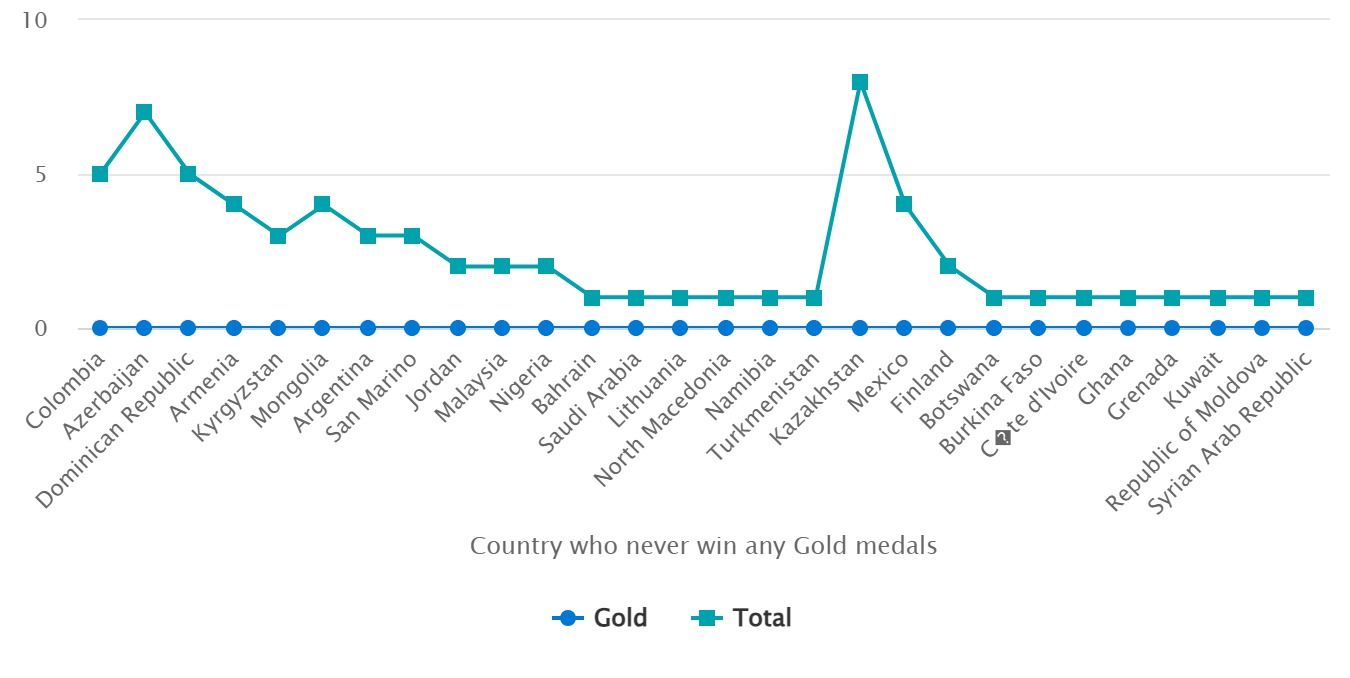 10
5
0
Colombia
Azerbaijan
Dominican Republic
Armenia
Kyrgyzstan
Mongolia
Argentina
San Marino
Jordan
Malaysia
Nigeria
Bahrain
Saudi Arabia
Lithuania
North Macedonia
Namibia
Turkmenistan
Kazakhstan
Mexico
Finland
Botswana
Burkina Faso
C�te d'Ivoire
Ghana
Grenada
Kuwait
Republic of Moldova
Syrian Arab Republic
Country who never win any Gold medals
Gold
Total